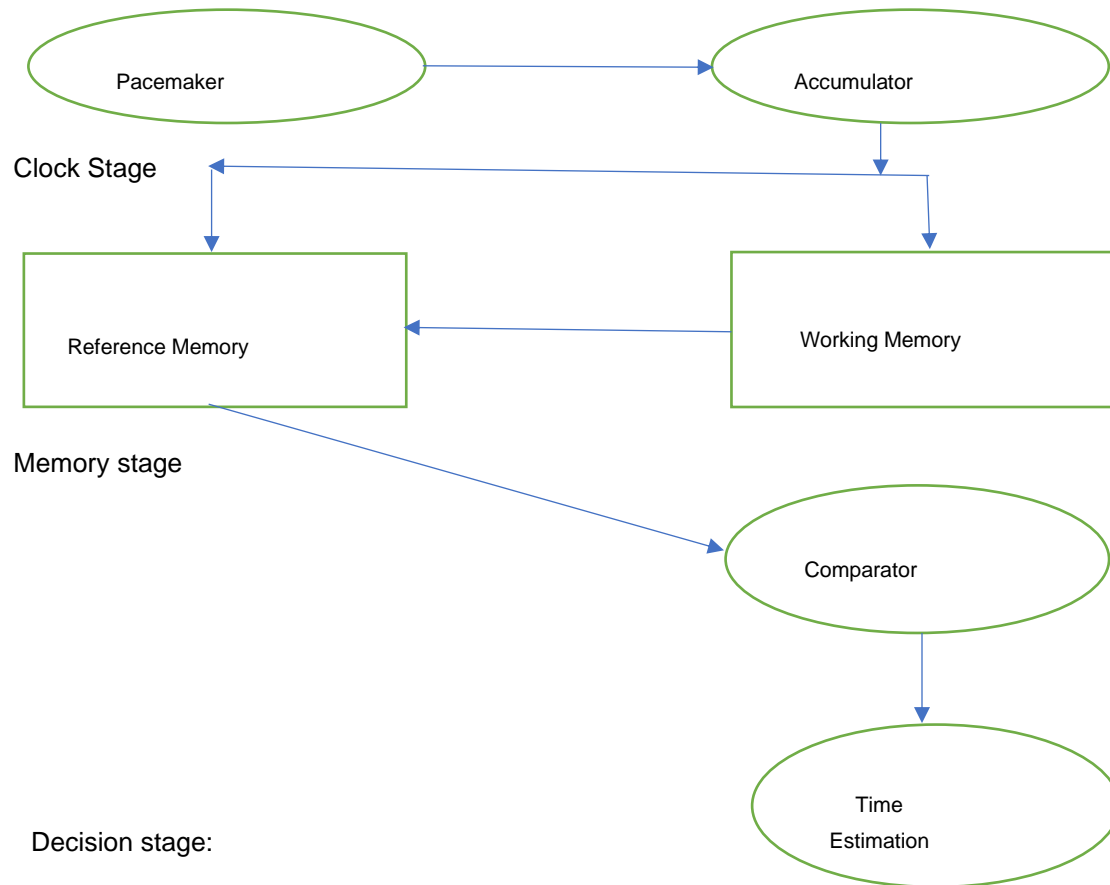 Pacemaker
Accumulator
Clock Stage
Reference Memory
Working Memory
Memory stage
Comparator
Time
Estimation
Decision stage: